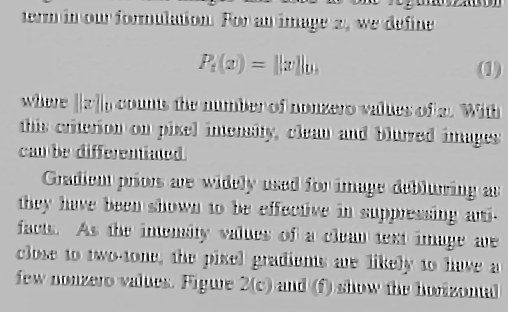 term in our formulation. For an image x, we define
P_t(x) = ||x||_0, (1)
where ||x||_0 counts the number of nonzero values of x. With
this criterion on pixel intensity, clean and blurred images
can be differentiated.
Gradient priors are widely used for image deblurring as
they have been shown to be effective in suppressing arti-
facts. As the intensity values of a clean text image are
close to two-tone, the pixel gradients are likely to have a
few nonzero values. Figure 2(c) and (f) show the horizontal